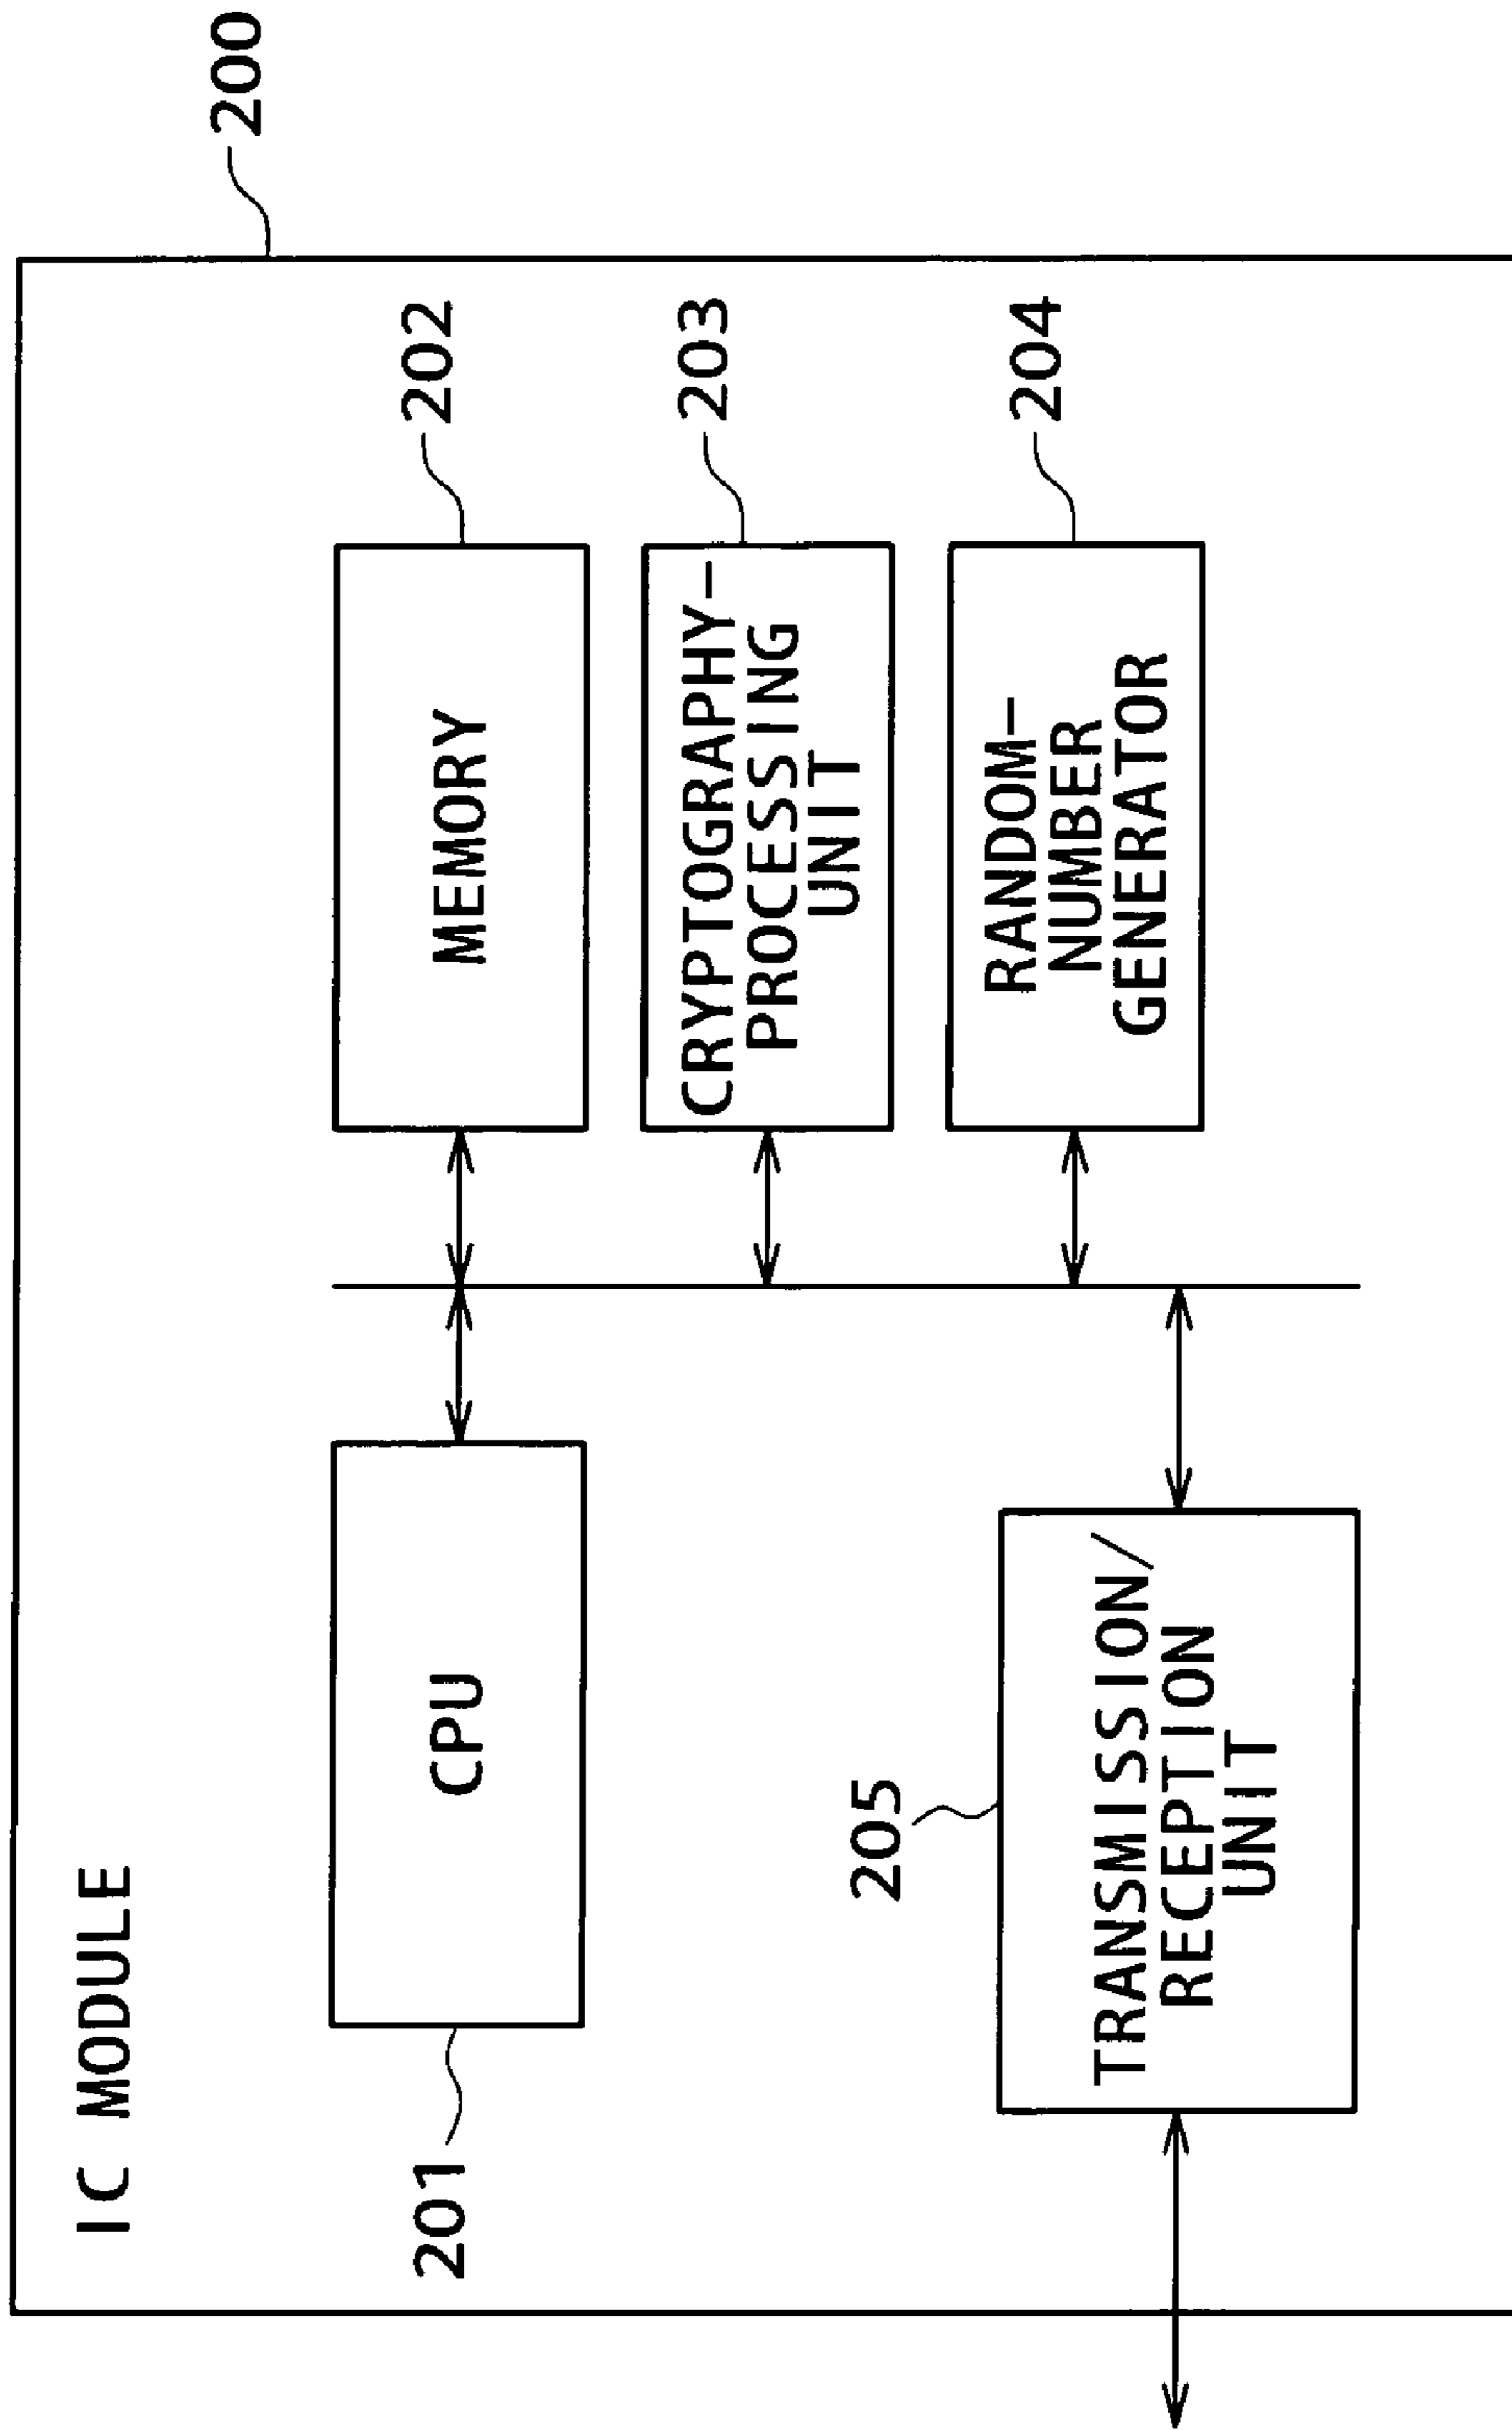 IC MODULE
200
201
CPU
MEMORY
202
CRYPTOGRAPHY-
PROCESSING
UNIT
203
205
TRANSMISSION/
RECEPTION
UNIT
RANDOM-
NUMBER
GENERATOR
204